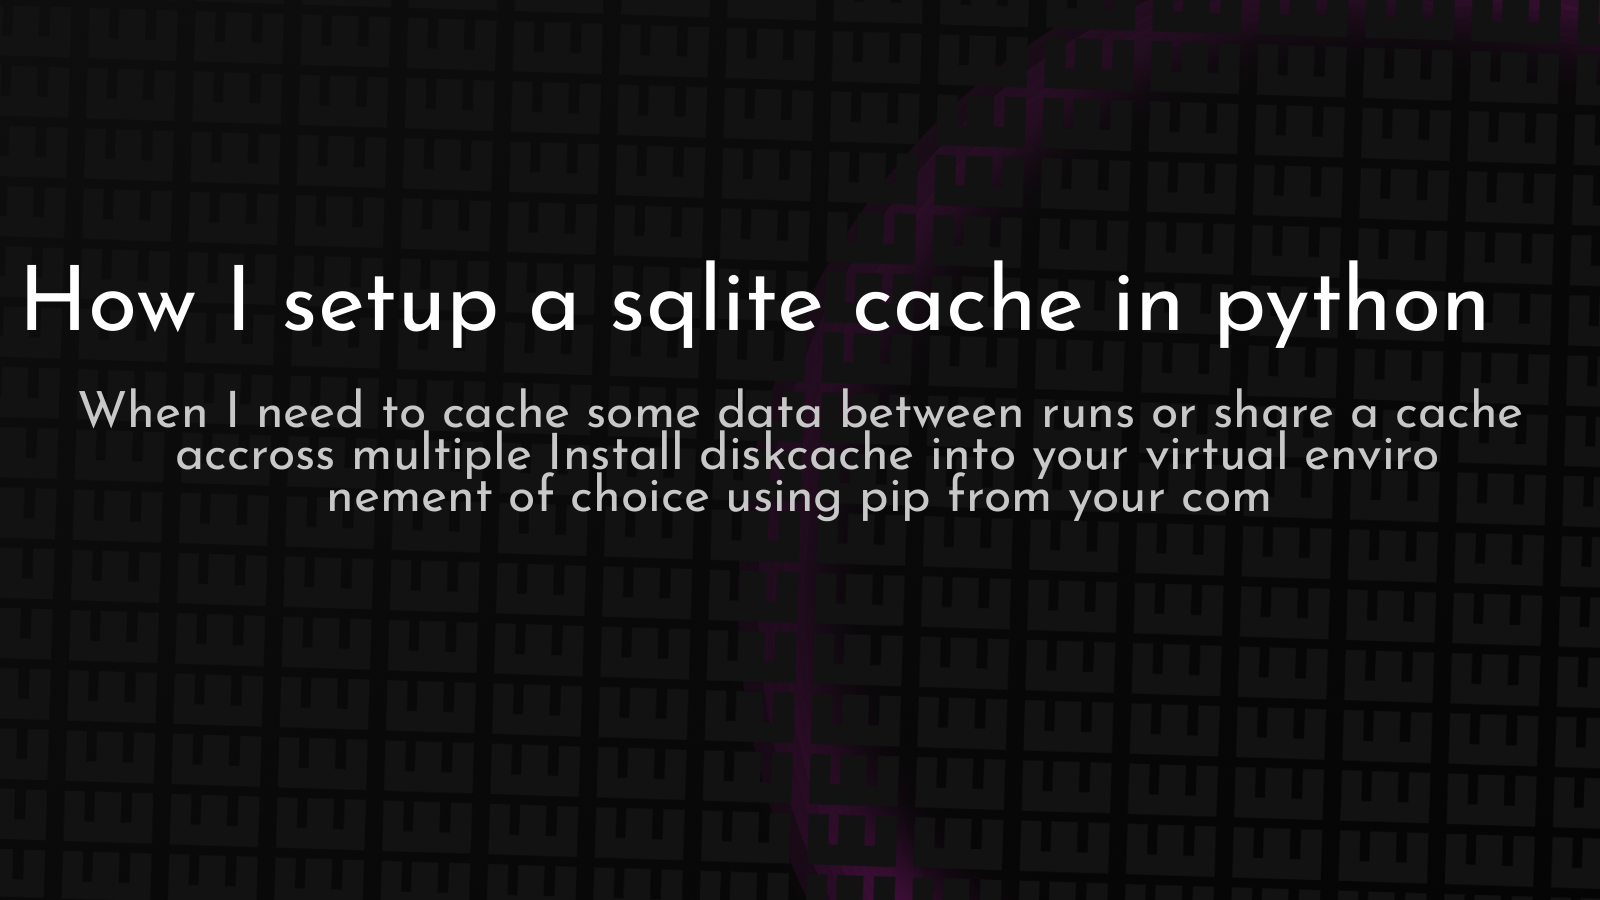 How I setup a sqlite cache in python
When I need to cache some data between runs or share a cache
accross multiple Install diskcache into your virtual enviro
nement of choice using pip from your com